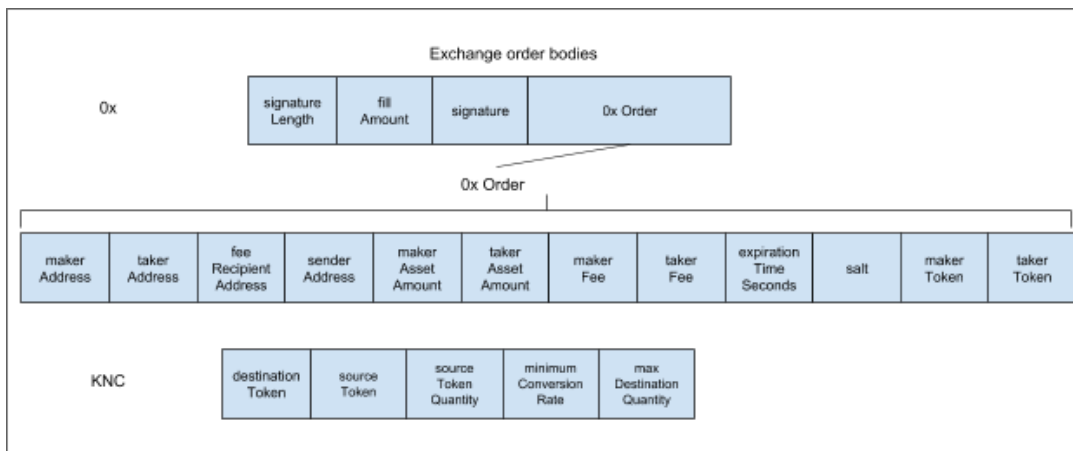 Exchange order bodies
0x
signature
Length
fill
Amount
signature
0x Order
0x Order
maker
Address
taker
Address
fee
Recipient
Address
sender
Address
maker
Asset
Amount
taker
Asset
Amount
maker
Fee
taker
Fee
expiration
Time
Seconds
salt
maker
Token
taker
Token
KNC
destination
Token
source
Token
source
Token
Quantity
minimum
Conversion
Rate
max
Destination
Quantity